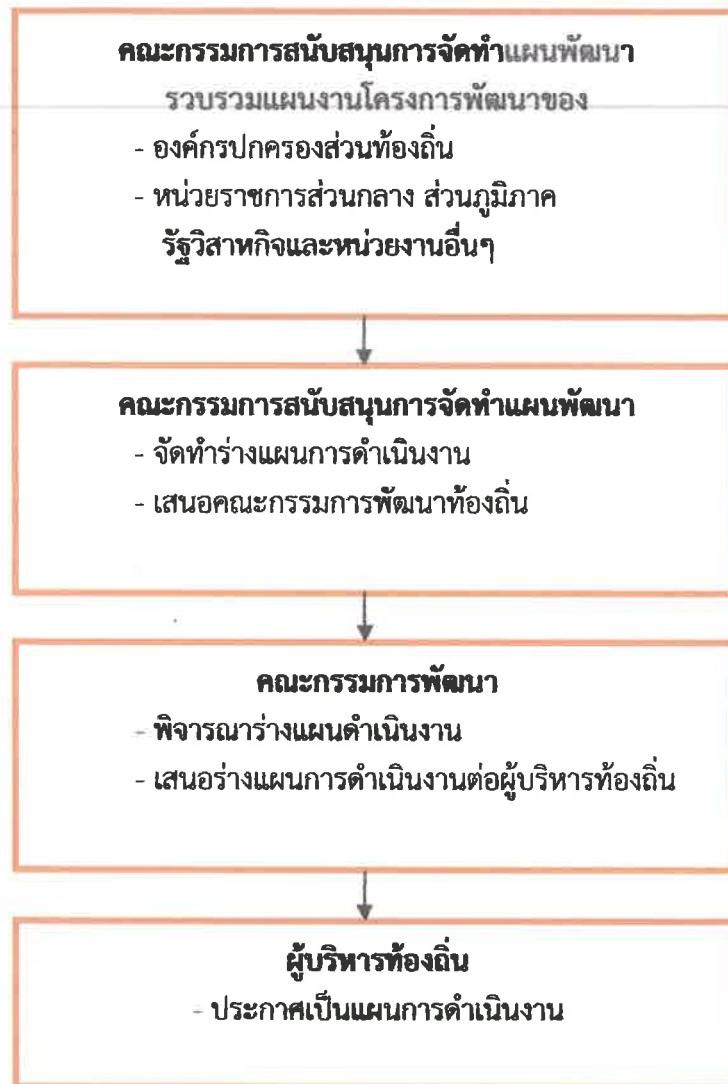 คณะกรรมการสนับสนุนการจัดทำแผนพัฒนา
รวบรวมแผนงานโครงการพัฒนาของ
- องค์กรปกครองส่วนท้องถิ่น
- หน่วยราชการส่วนกลาง ส่วนภูมิภาค
รัฐวิสาหกิจและหน่วยงานอื่นๆ
คณะกรรมการสนับสนุนการจัดทำแผนพัฒนา
- จัดทำร่างแผนการดำเนินงาน
- เสนอคณะกรรมการพัฒนาท้องถิ่น
คณะกรรมการพัฒนา
- พิจารณาร่างแผนดำเนินงาน
- เสนอร่างแผนการดำเนินงานต่อผู้บริหารท้องถิ่น
ผู้บริหารท้องถิ่น
- ประกาศเป็นแผนการดำเนินงาน